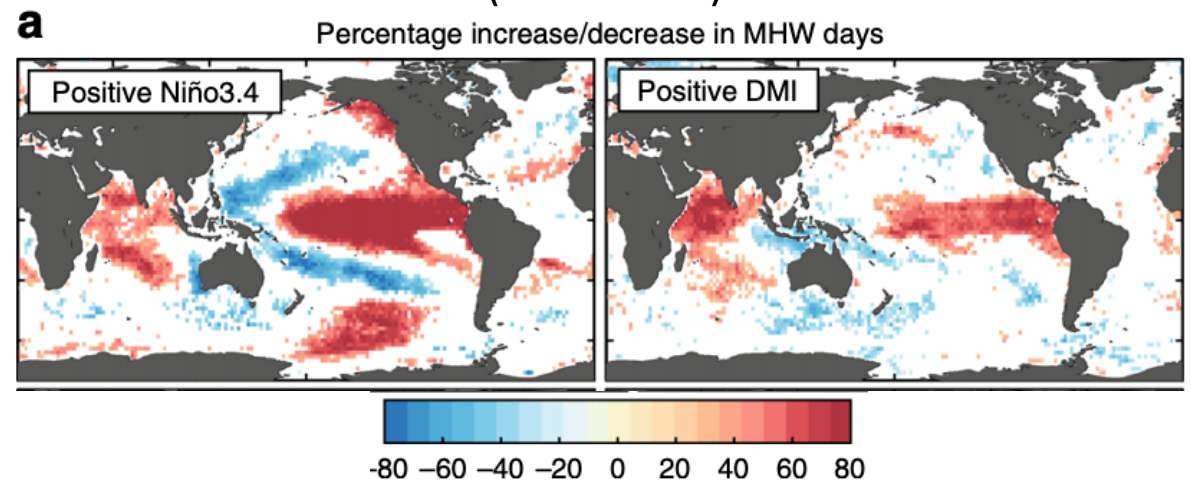 a
Percentage increase/decrease in MHW days
Positive Niño3.4
Positive DMI
-80 −60 −40 −20 0 20 40 60 80